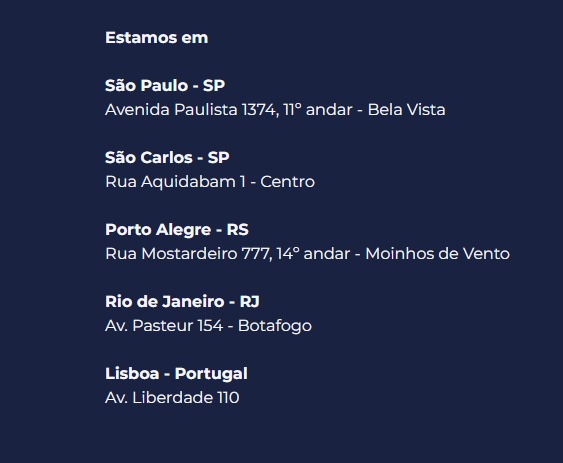 Estamos em
São Paulo - SP
Avenida Paulista 1374, 11º andar - Bela Vista
São Carlos - SP
Rua Aquidabam 1 - Centro
Porto Alegre - RS
Rua Mostardeiro 777, 14º andar - Moinhos de Vento
Rio de Janeiro - RJ
Av. Pasteur 154 - Botafogo
Lisboa - Portugal
Av. Liberdade 110